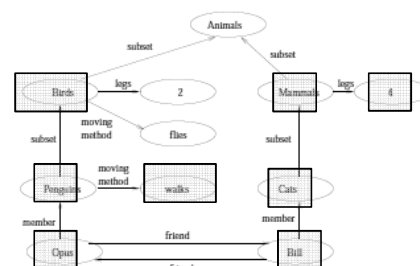 Animals
subset
subset
Birds
legs
2
Mammals
legs
4
moving
method
flies
subset
subset
Penguins
moving
method
walks
Cats
member
member
friend
Opus
Bill
friend